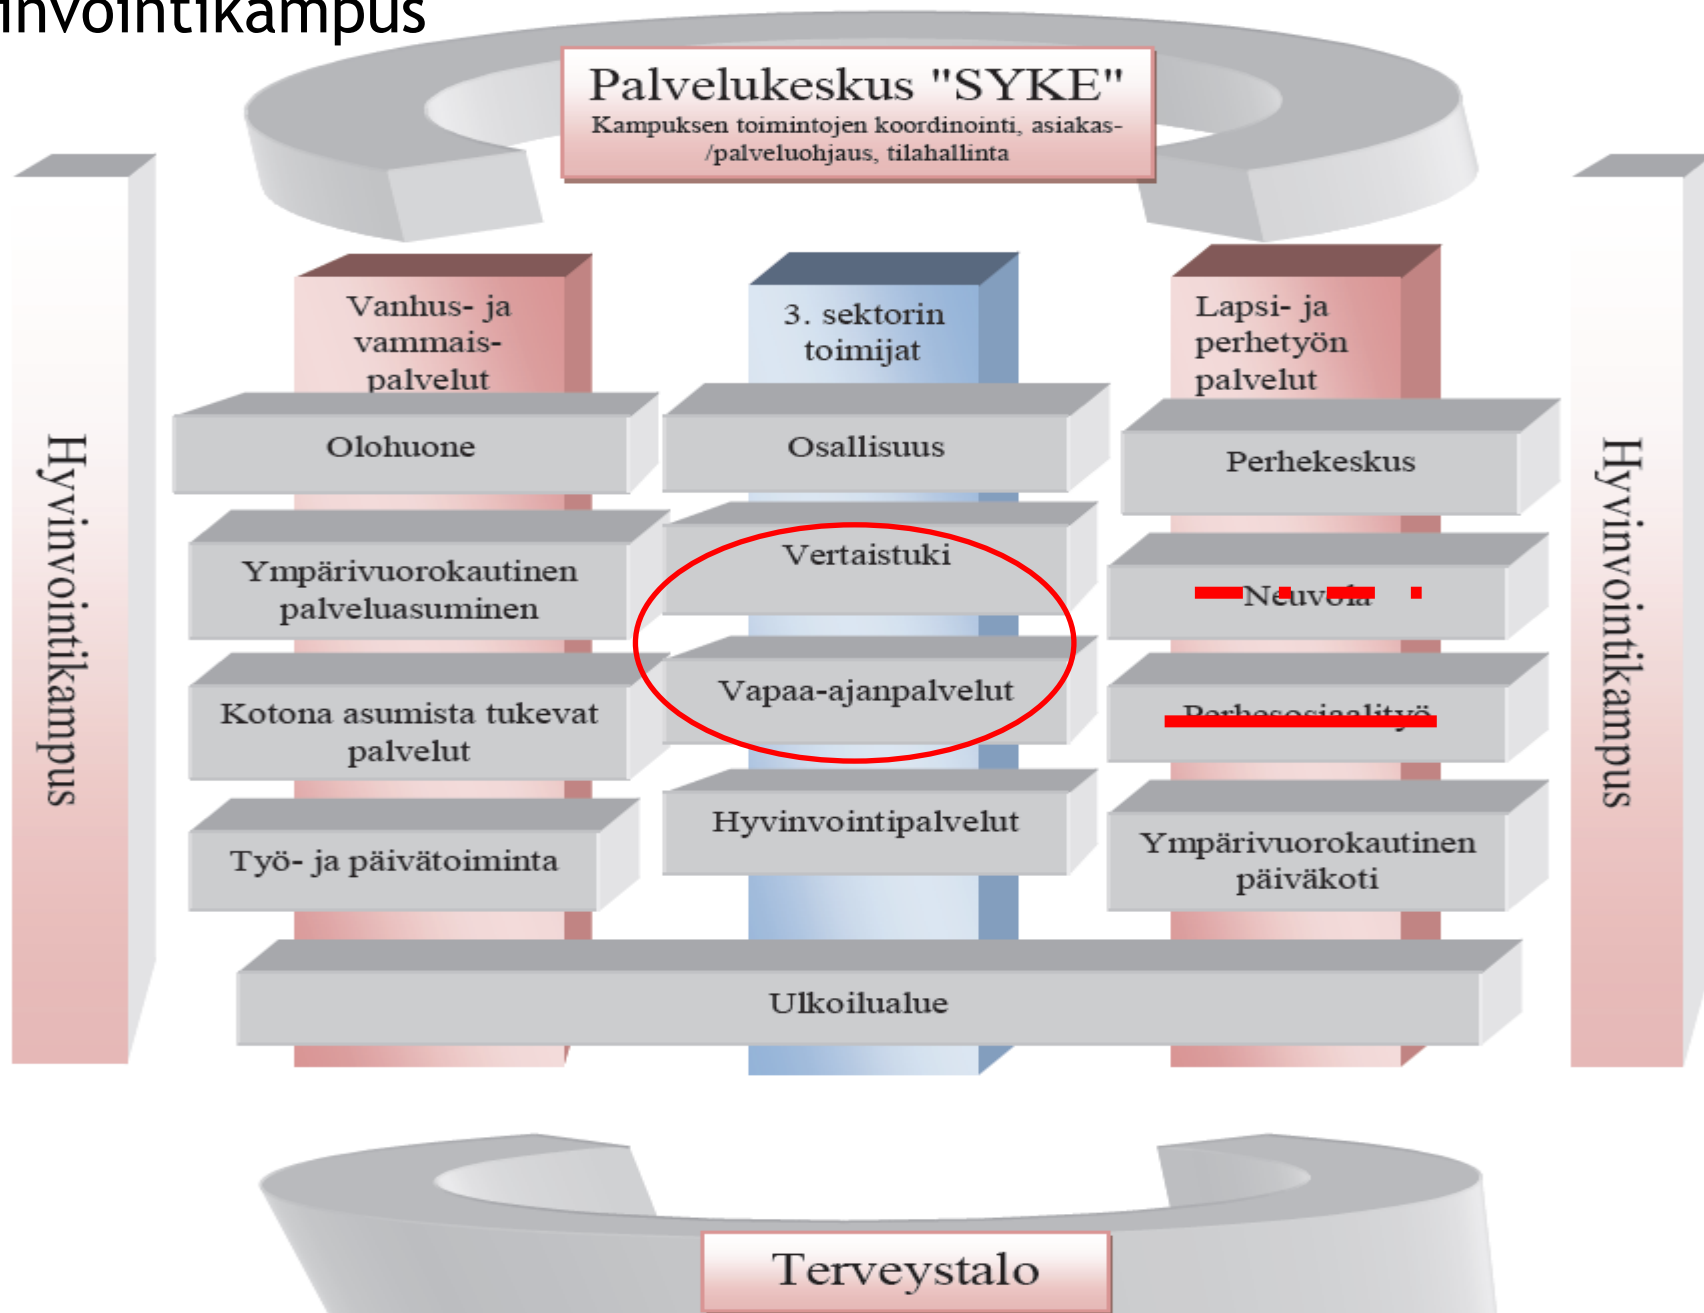 invointikampus
Palvelukeskus "SYKE"
Kampuksen toimintojen koordinointi, asiakas-
/palveluohjaus, tilahallinta
Hyvinvointikampus
Vanhus- ja
vammais-
palvelut
Olohuone
Ympärivuorokautinen
palveluasuminen
Kotona asumista tukevat
palvelut
Työ- ja päivätoiminta
3. sektorin
toimijat
Osallisuus
Vertaistuki
Vapaa-ajanpalvelut
Hyvinvointipalvelut
Lapsi- ja
perhetyön
palvelut
Perhekeskus
Neuvola
Perhesosiaalityö
Ympärivuorokautinen
päiväkoti
Hyvinvointikampus
Ulkoilualue
Terveystalo